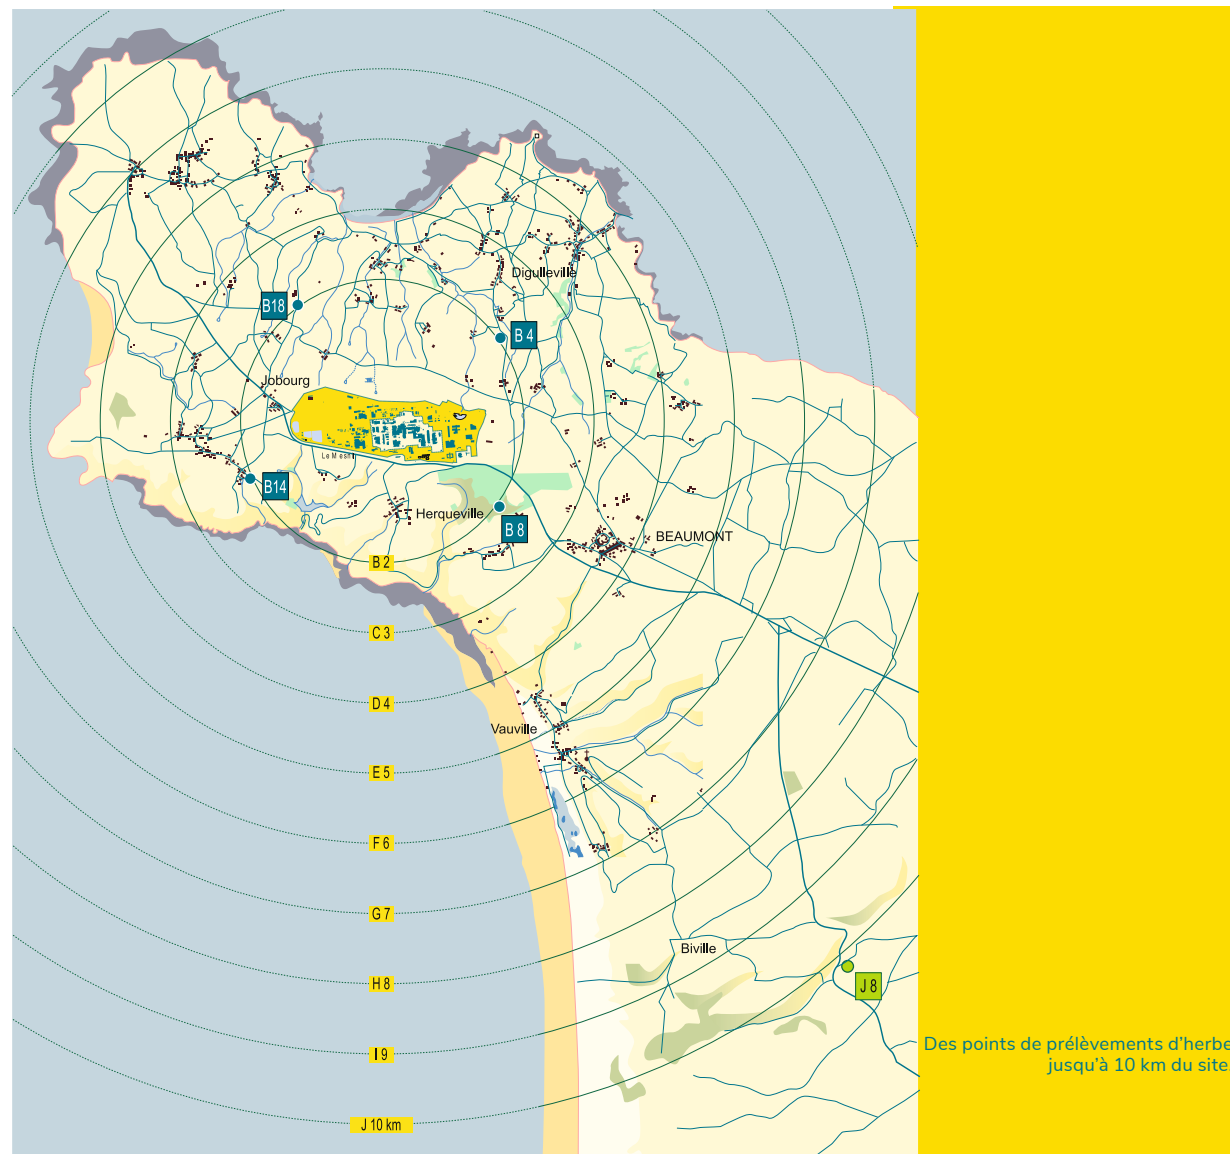 Digulleville
B18
B 4
Jobourg
Le Mesnil
B14
Herqueville
B 8
BEAUMONT
B 2
C 3
D 4
Vauville
E 5
F 6
G 7
Biville
H 8
J 8
Des points de prélèvements d'herbe
jusqu'à 10 km du site
I 9
J 10 km